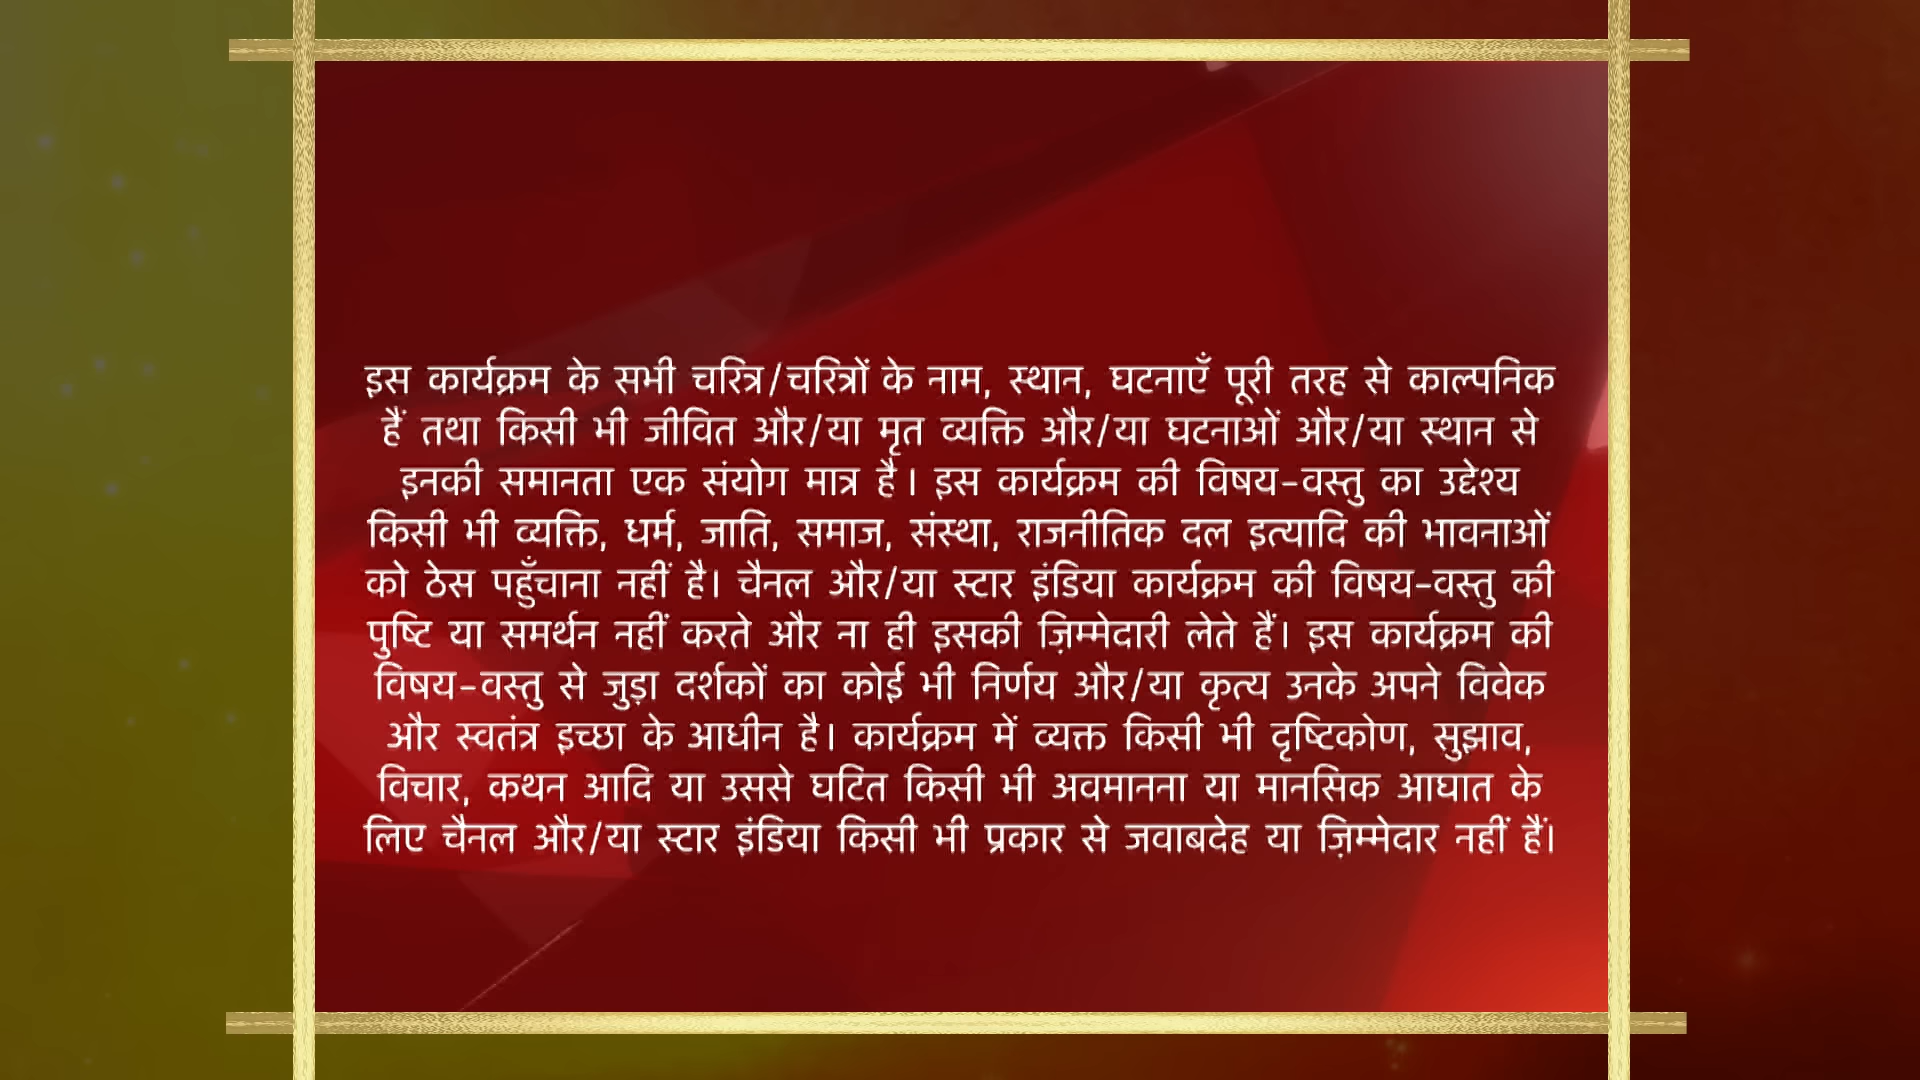 इस कार्यक्रम के सभी चरित्र/चरित्रों के नाम, स्थान, घटनाएँ पूरी तरह से काल्पनिक
हैं तथा किसी भी जीवित और/या मृत व्यक्ति और/या घटनाओं और/या स्थान से
इनकी समानता एक संयोग मात्र है। इस कार्यक्रम की विषय-वस्तु का उद्देश्य
किसी भी व्यक्ति, धर्म, जाति, समाज, संस्था, राजनीतिक दल इत्यादि की भावनाओं
को ठेस पहुँचाना नहीं है। चैनल और/या स्टार इंडिया कार्यक्रम की विषय-वस्तु की
पुष्टि या समर्थन नहीं करते और ना ही इसकी ज़िम्मेदारी लेते हैं। इस कार्यक्रम की
विषय-वस्तु से जुड़ा दर्शकों का कोई भी निर्णय और/या कृत्य उनके अपने विवेक
और स्वतंत्र इच्छा के आधीन है। कार्यक्रम में व्यक्त किसी भी दृष्टिकोण, सुझाव,
विचार, कथन आदि या उससे घटित किसी भी अवमानना या मानसिक आघात के
लिए चैनल और/या स्टार इंडिया किसी भी प्रकार से जवाबदेह या ज़िम्मेदार नहीं हैं।